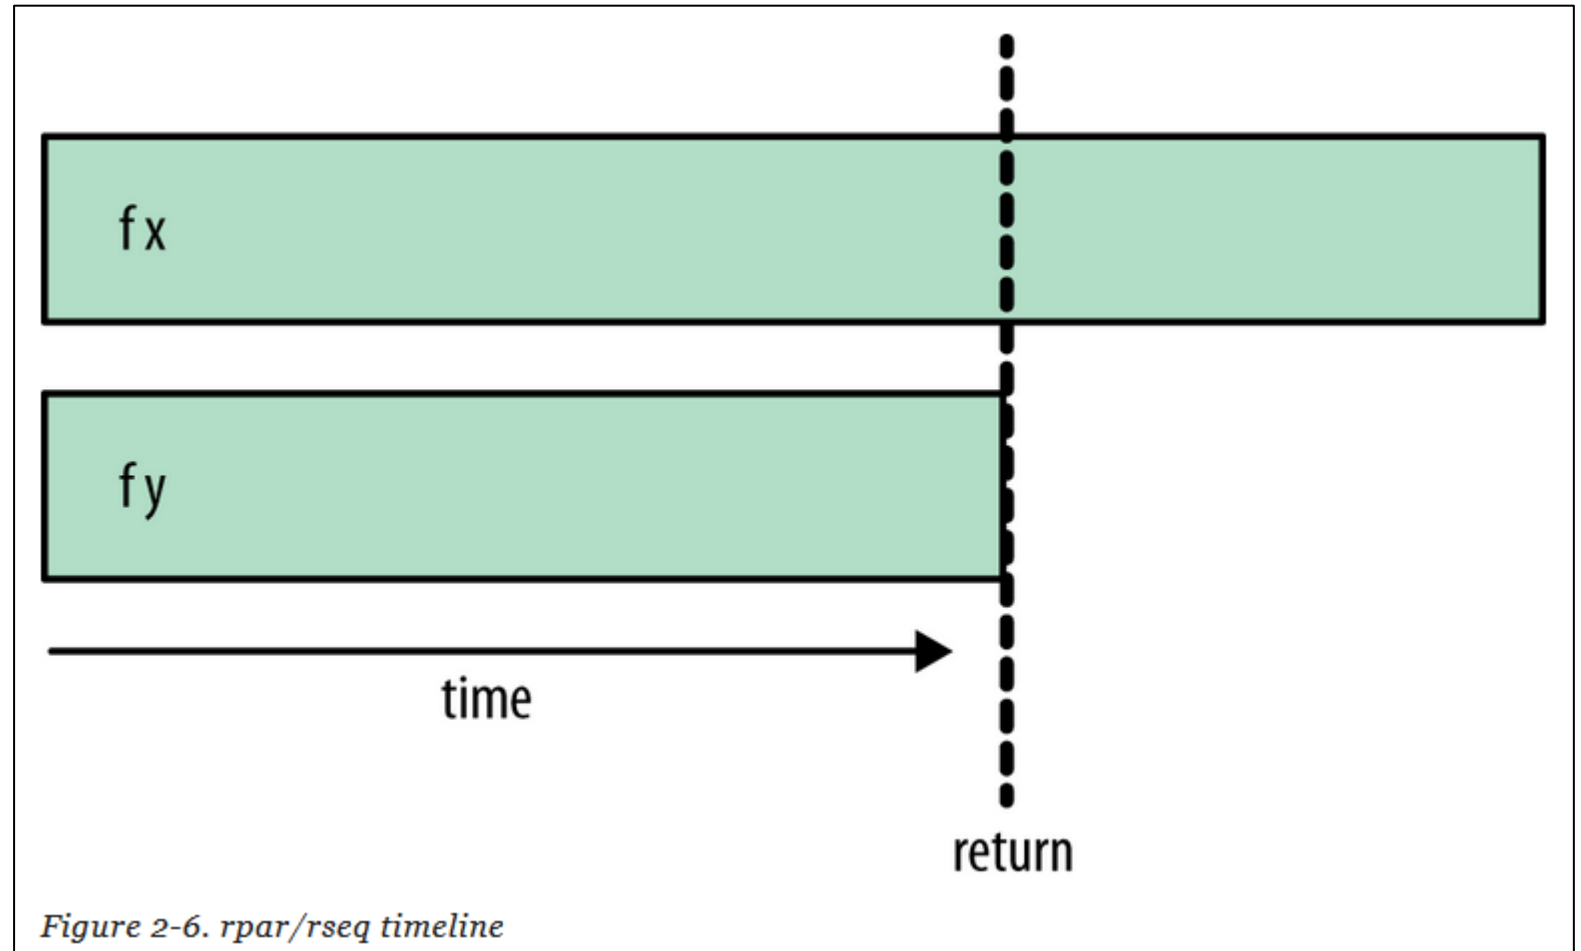 f x
f y
time
return
Figure 2-6. rpar/rseq timeline